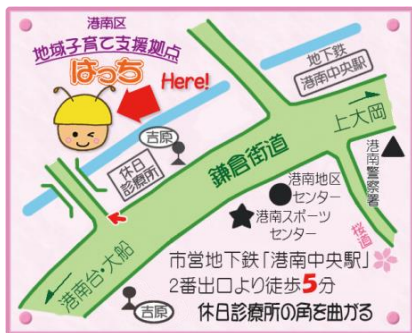 港南区
地域子育て支援拠点
はっち
Here!
地下鉄
港南中央駅
上大岡
吉原
休日
診療所
鎌倉街道
港南警察署
港南地区
センター
港南スポーツ
センター
桜道
港南台・大船
吉原
市営地下鉄「港南中央駅」
2番出口より徒歩5分
休日診療所の角を曲がる